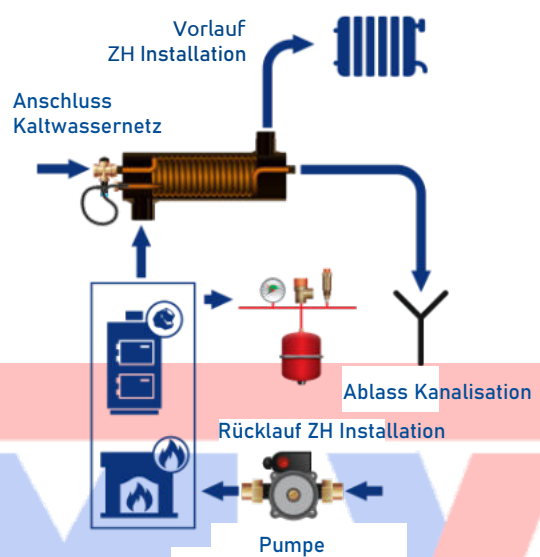 Vorlauf
ZH Installation
Anschluss
Kaltwassernetz
Ablass Kanalisation
Rücklauf ZH Installation
Pumpe